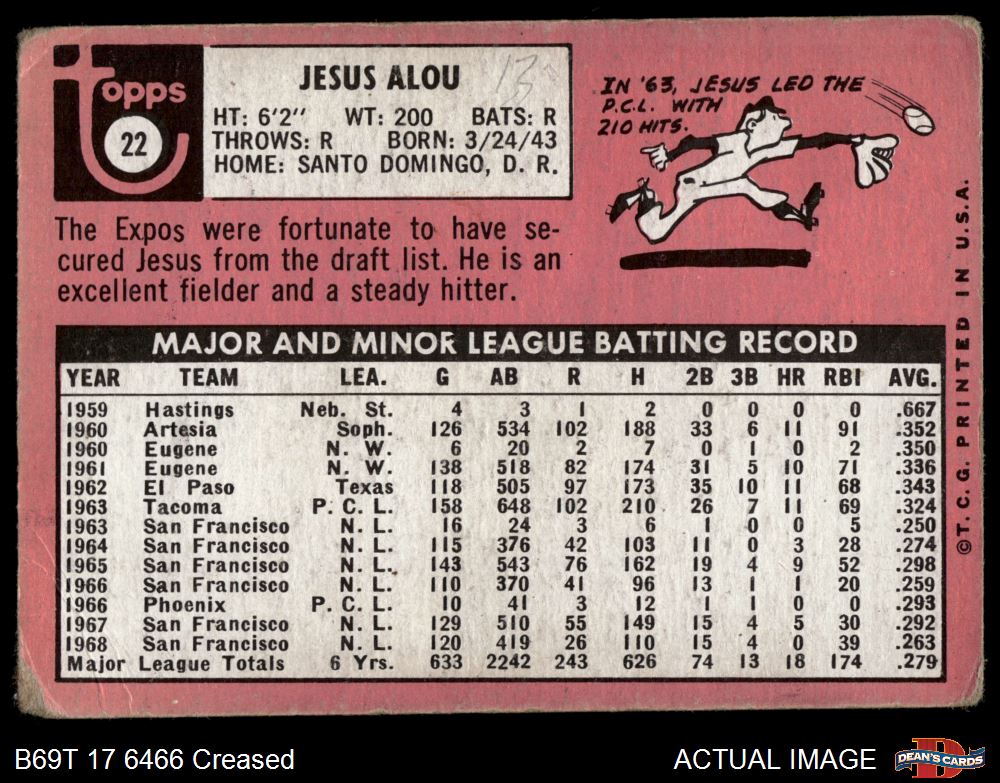 topps
22
JESUS ALOU
HT: 6'2" WT: 200 BATS: R
THROWS: R BORN: 3/24/43
HOME: SANTO DOMINGO, D. R.
IN '63, JESUS LED THE
P.C.L. WITH
210 HITS.
The Expos were fortunate to have se-
cured Jesus from the draft list. He is an
excellent fielder and a steady hitter.
MAJOR AND MINOR LEAGUE BATTING RECORD
YEAR TEAM LEA. G AB R H 2B 3B HR RBI AVG.
1959 Hastings Neb. St. 4 3 1 2 0 0 0 0 .667
1960 Artesia Soph. 126 534 102 188 33 6 11 91 .352
1960 Eugene N. W. 6 20 2 7 0 1 0 2 .350
1961 Eugene N. W. 138 518 82 174 31 5 10 71 .336
1962 El Paso Texas 118 505 97 173 35 10 11 68 .343
1963 Tacoma P. C. L. 158 648 102 210 26 7 11 69 .324
1963 San Francisco N. L. 16 24 3 6 1 0 0 5 .250
1964 San Francisco N. L. 115 376 42 103 11 0 3 28 .274
1965 San Francisco N. L. 143 543 76 162 19 4 9 52 .298
1966 San Francisco N. L. 110 370 41 96 13 1 1 20 .259
1966 Phoenix P. C. L. 10 41 3 12 1 1 0 0 .293
1967 San Francisco N. L. 129 510 55 149 15 4 5 30 .292
1968 San Francisco N. L. 120 419 26 110 15 4 0 39 .263
Major League Totals 6 Yrs. 633 2242 243 626 74 13 18 174 .279
©T. C. G. PRINTED IN U.S.A.
B69T 17 6466 Creased
ACTUAL IMAGE
DEAN'S CARDS